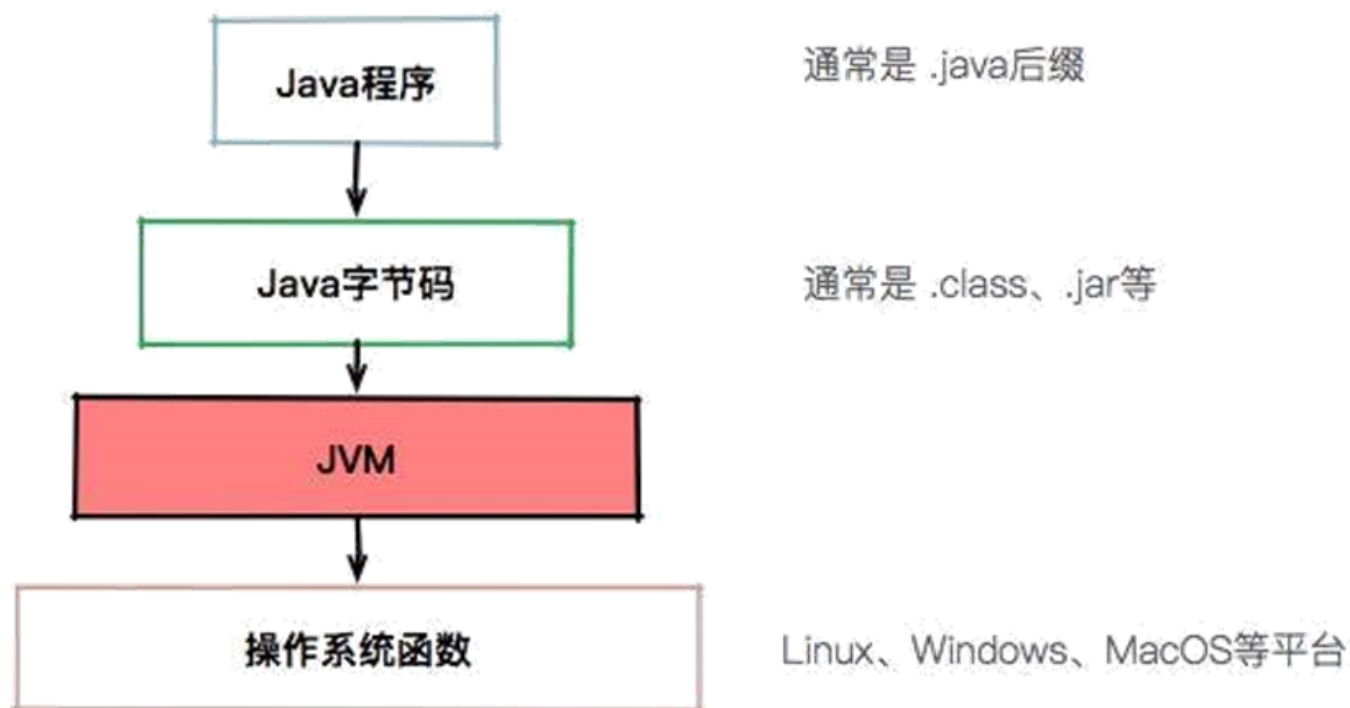 Java程序
通常是 .java后缀
Java字节码
通常是 .class、.jar等
JVM
操作系统函数
Linux、Windows、MacOS等平台